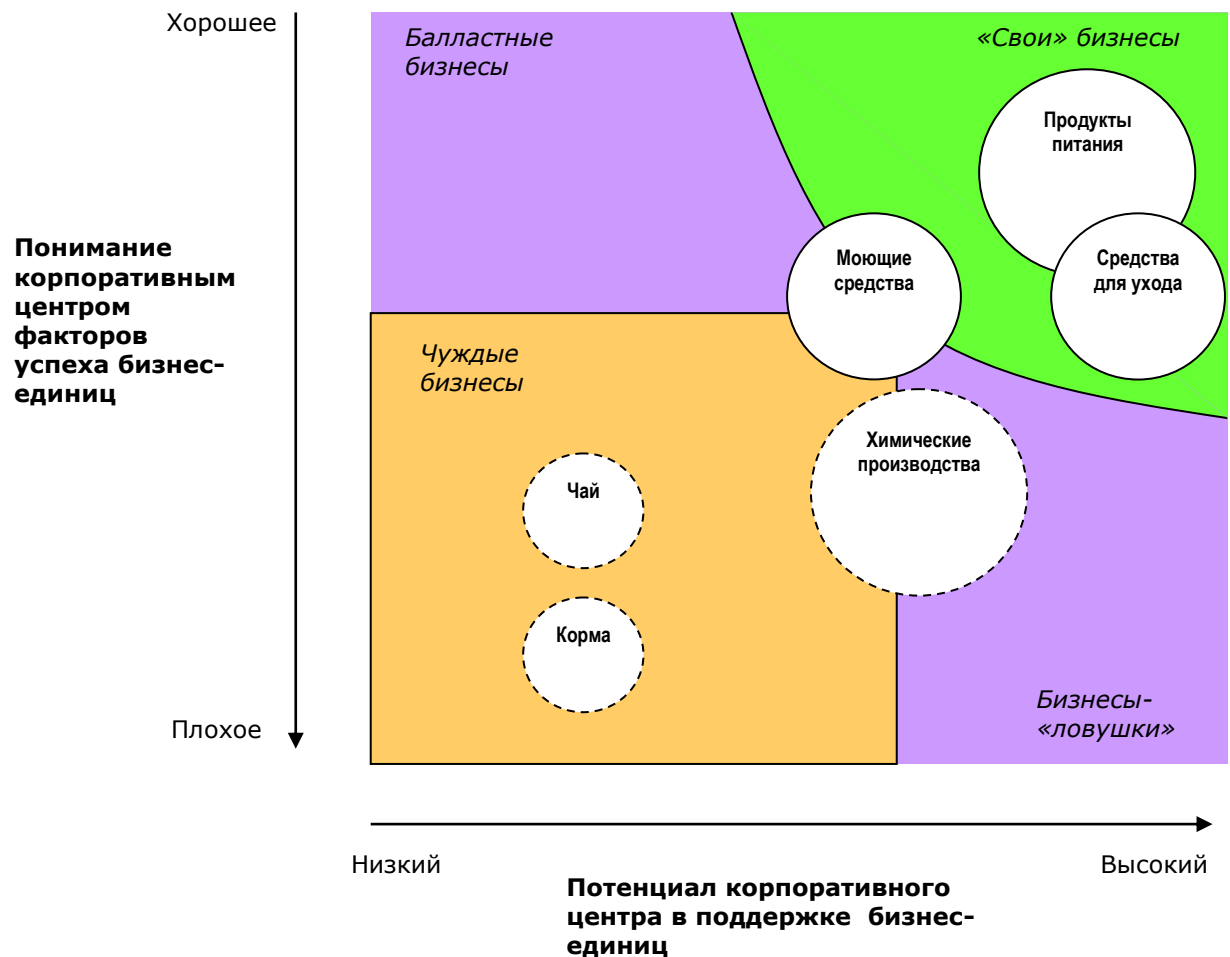 Хорошее
Балластные
бизнесы
«Свои» бизнесы
Продукты
питания
Понимание
корпоративным
центром
факторов
успеха бизнес-
единиц
Моющие
средства
Средства
для ухода
Чуждые
бизнесы
Химические
производства
Чай
Корма
Бизнесы-
«ловушки»
Плохое
Низкий
Высокий
Потенциал корпоративного
центра в поддержке  бизнес-
единиц